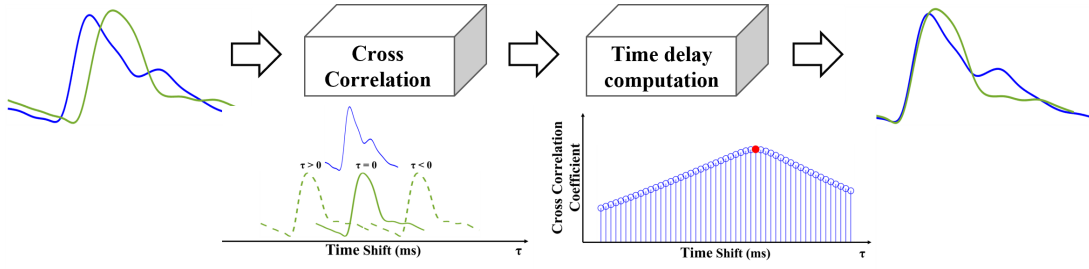 Cross
Correlation
Time delay
computation
τ > 0
τ = 0
τ < 0
Time Shift (ms)
τ
Cross Correlation
Coefficient
Time Shift (ms)
τ